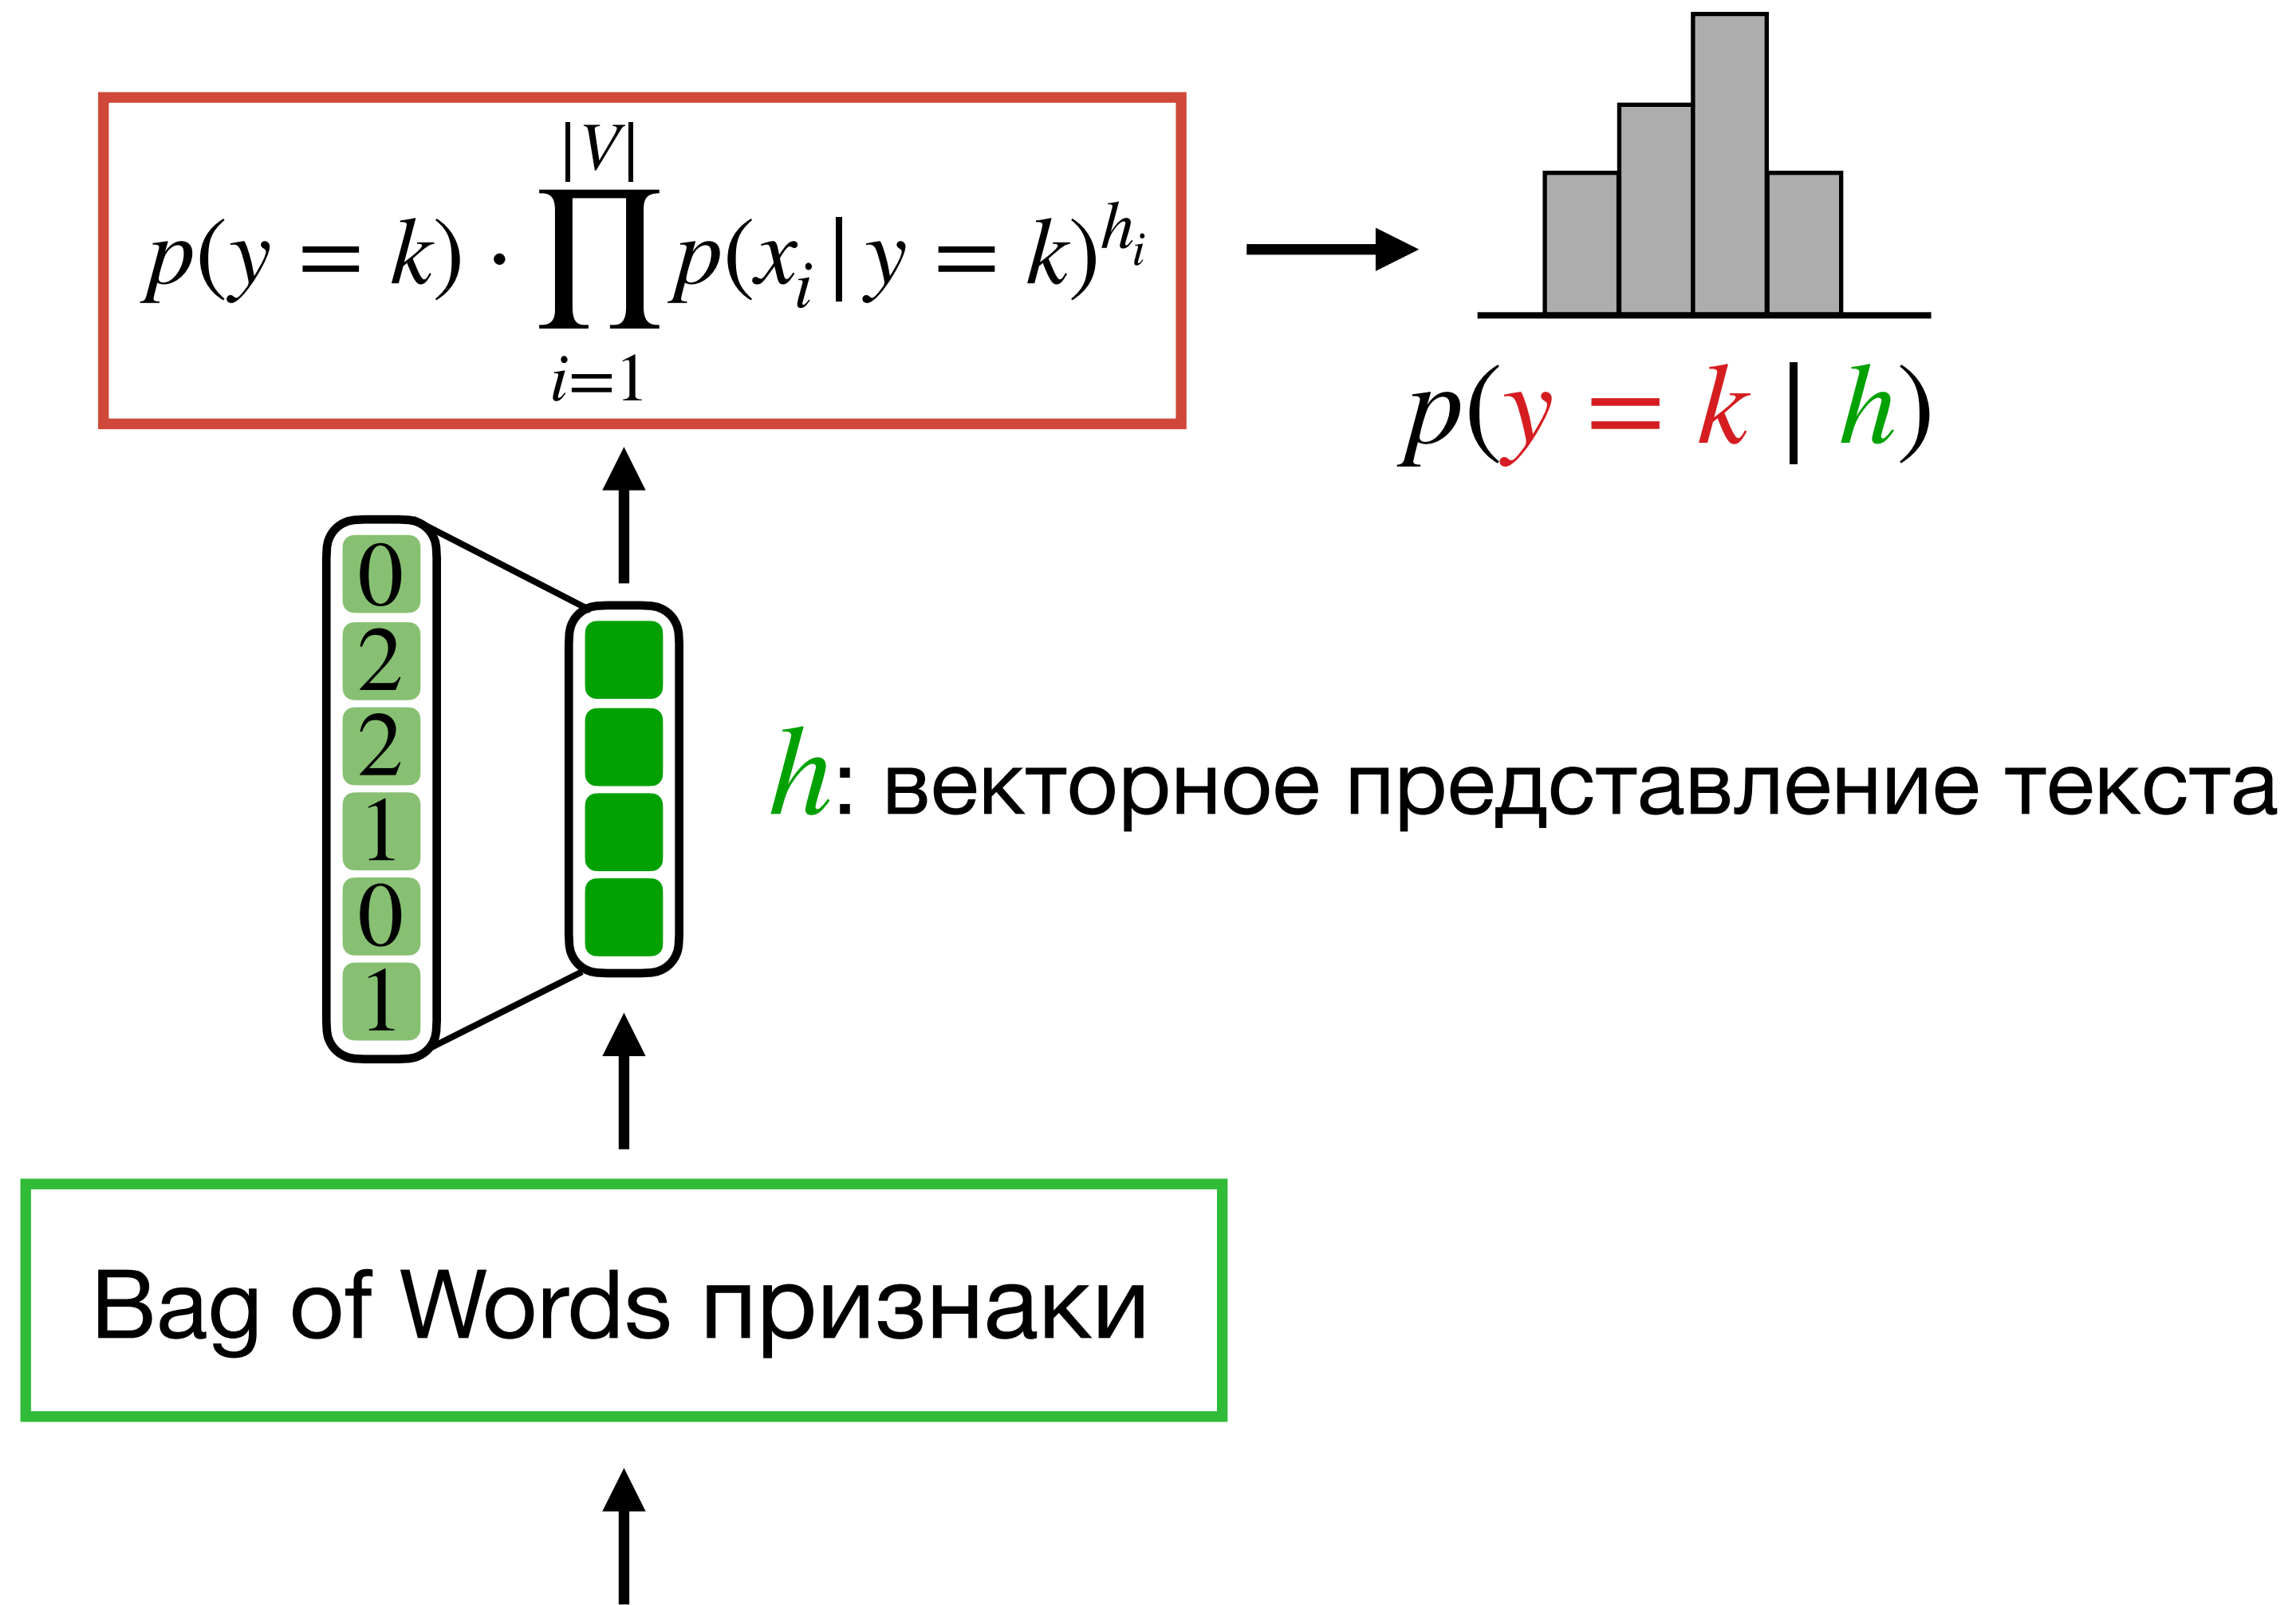 p(y = k) · ∏_{i=1}^{|V|} p(x_i | y = k)^{h_i}
p(y = k | h)
0
2
2
1
0
1
h: векторное представление текста
Bag of Words признаки